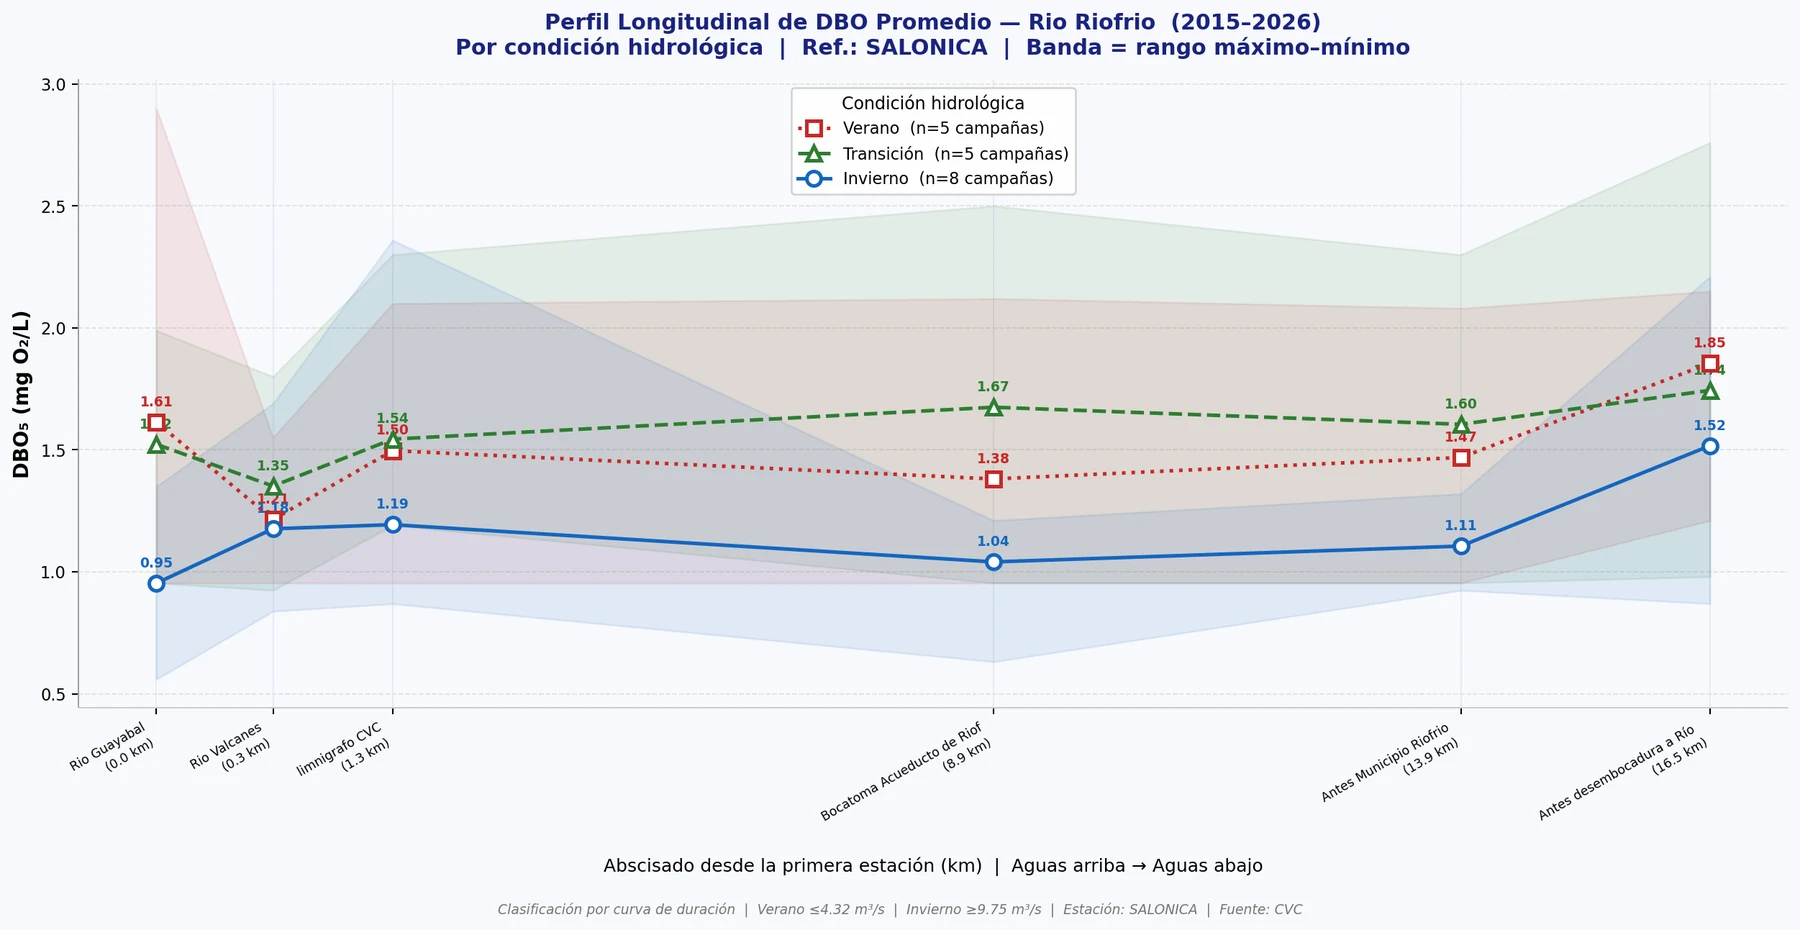 Perfil Longitudinal de DBO Promedio — Rio Riofrio  (2015–2026)
Por condición hidrológica  |  Ref.: SALONICA  |  Banda = rango máximo–mínimo
Condición hidrológica
Verano  (n=5 campañas)
Transición  (n=5 campañas)
Invierno  (n=8 campañas)
DBO₅ (mg O₂/L)
3.0
2.5
2.0
1.5
1.0
0.5
1.61
0.95
1.35
1.21
1.18
1.54
1.50
1.19
1.67
1.38
1.04
1.60
1.47
1.11
1.85
1.52
Rio Guayabal
(0.0 km)
Rio Valcanes
(0.3 km)
limnigrafo CVC
(1.3 km)
Bocatoma Acueducto de Riof
(8.9 km)
Antes Municipio Riofrio
(13.9 km)
Antes desembocadura a Río
(16.5 km)
Abscisado desde la primera estación (km)  |  Aguas arriba → Aguas abajo
Clasificación por curva de duración  |  Verano ≤4.32 m³/s  |  Invierno ≥9.75 m³/s  |  Estación: SALONICA  |  Fuente: CVC